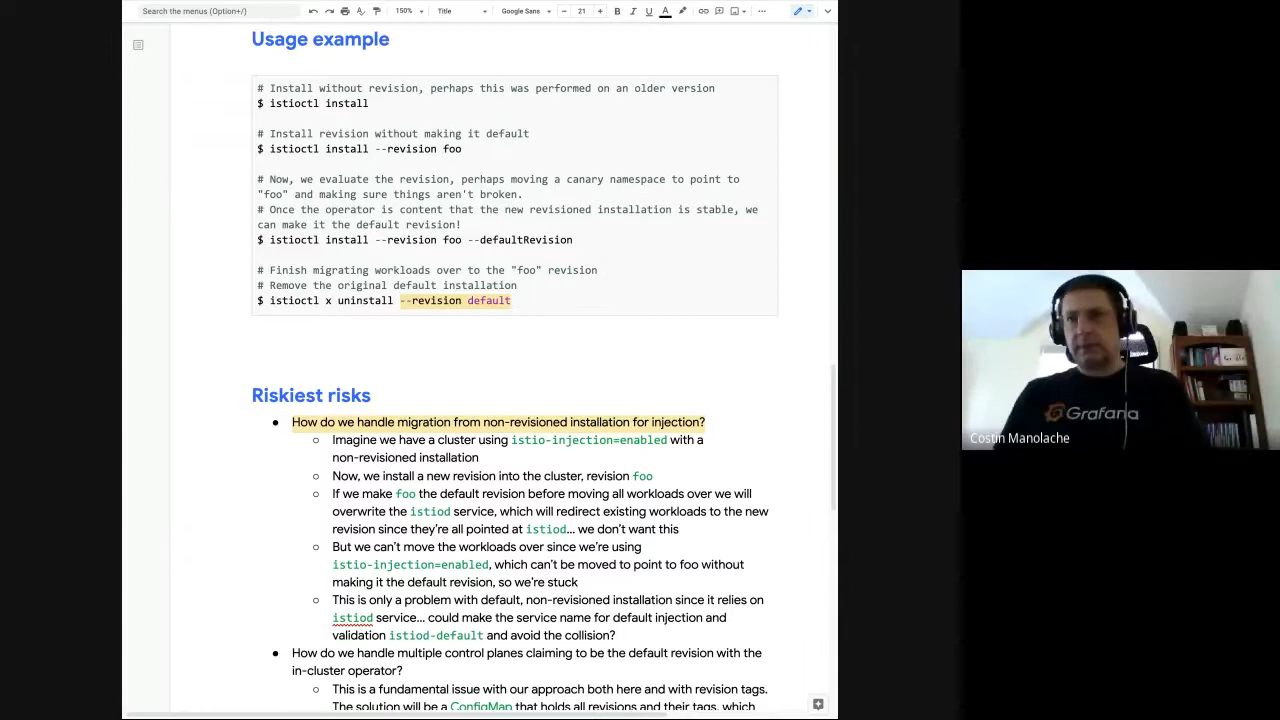 Search the menus (Option+/)
150%
Title
Google Sans
21
B I U A
Usage example
# Install without revision, perhaps this was performed on an older version
$ istioctl install
# Install revision without making it default
$ istioctl install --revision foo
# Now, we evaluate the revision, perhaps moving a canary namespace to point to
"foo" and making sure things aren't broken.
# Once the operator is content that the new revisioned installation is stable, we
can make it the default revision!
$ istioctl install --revision foo --defaultRevision
# Finish migrating workloads over to the "foo" revision
# Remove the original default installation
$ istioctl x uninstall --revision default
Riskiest risks
How do we handle migration from non-revisioned installation for injection?
Imagine we have a cluster using istio-injection=enabled with a
non-revisioned installation
Now, we install a new revision into the cluster, revision foo
If we make foo the default revision before moving all workloads over we will
overwrite the istiod service, which will redirect existing workloads to the new
revision since they're all pointed at istiod... we don't want this
But we can't move the workloads over since we're using
istio-injection=enabled, which can't be moved to point to foo without
making it the default revision, so we're stuck
This is only a problem with default, non-revisioned installation since it relies on
istiod service... could make the service name for default injection and
validation istiod-default and avoid the collision?
How do we handle multiple control planes claiming to be the default revision with the
in-cluster operator?
This is a fundamental issue with our approach both here and with revision tags.
The solution will be a ConfigMap that holds all revisions and their tags, which
Grafana
Costin Manolache